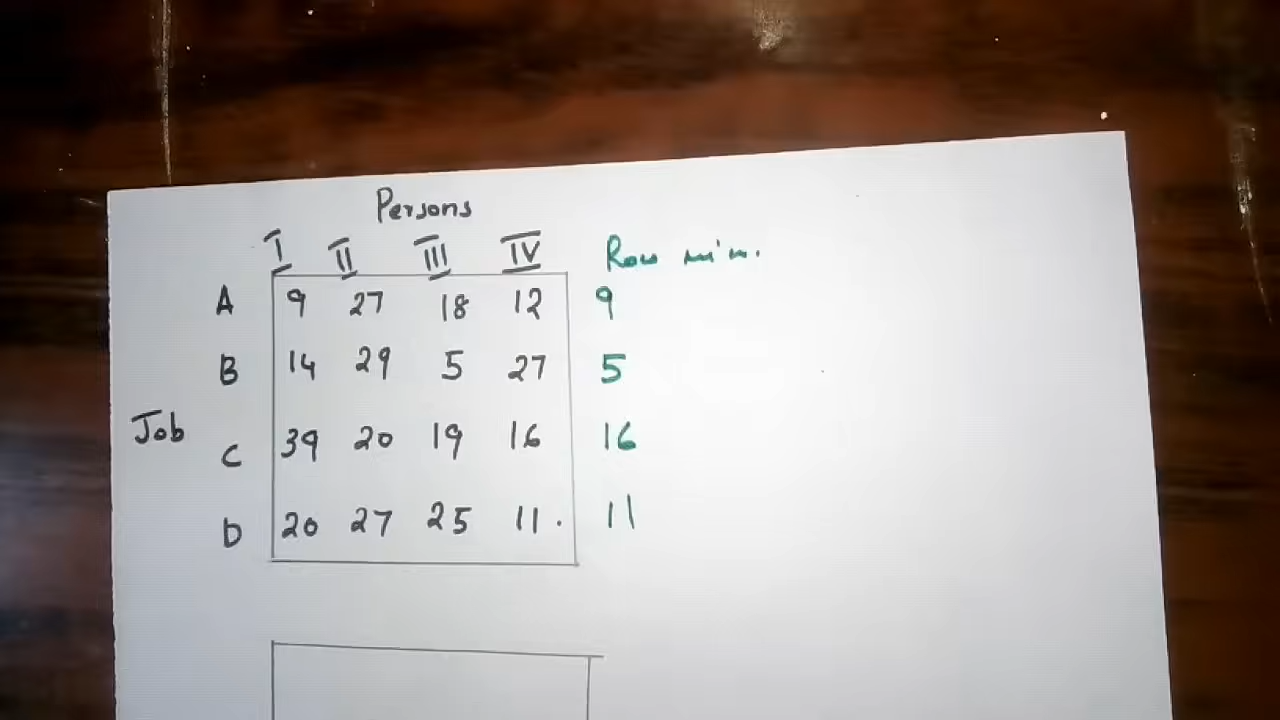 Persons
I II III IV Row min.
A 9 27 18 12 9
B 14 29 5 27 5
Job
C 39 20 19 16 16
D 20 27 25 11. 11